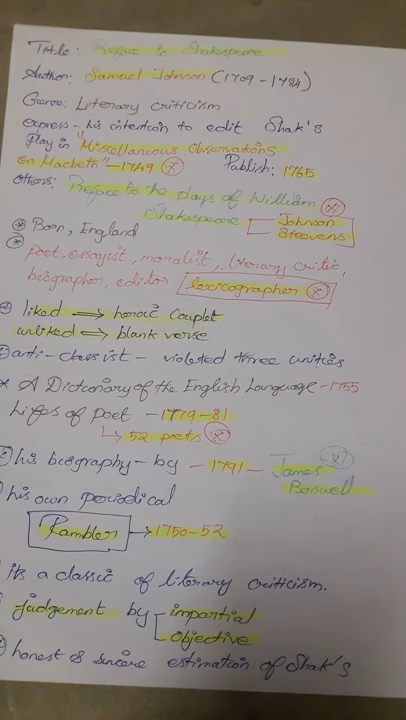 Title: Preface to Shakespeare
Author: Samuel Johnson (1709 - 1784)
Genre: Literary criticism
express - his intention to edit Shak's
play in "Miscellaneous Observations
on Macbeth" - 1749 Publish: 1765
Others: Preface to the plays of William
Shakespeare Johnson
Steevens
Born, England
poet, essayist, moralist, literary critic,
biographer, editor lexicographer
liked ⟹ horaic Couplet
unliked ⟹ blank verse
anti-classist - violated three unities
A Dictionary of the English Language - 1755
Lifes of Poet - 1779 - 81
↳ 52 poets
his biography - by - 1791 - James
Boswell
his own periodical
Rambler → 1750-52
its a classic of literary criticism.
judgement by impartial
objective
honest & sincere estimation of Shak's